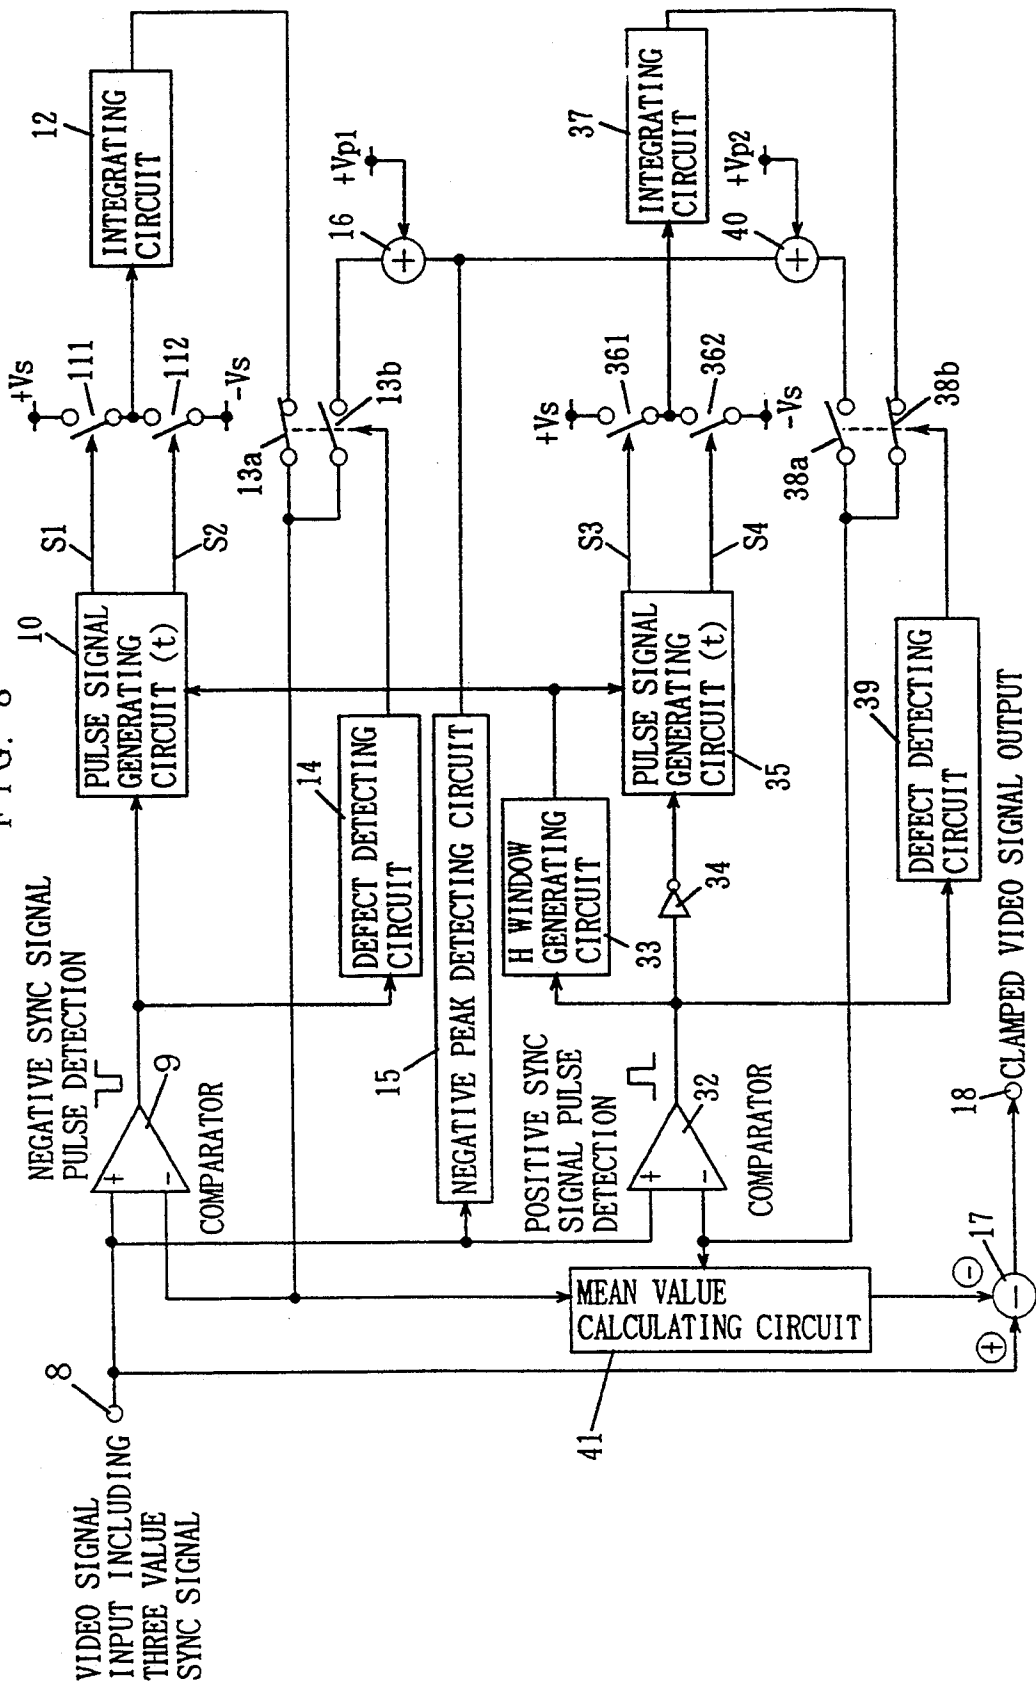 FIG. 8
NEGATIVE SYNC SIGNAL
PULSE DETECTION
VIDEO SIGNAL
INPUT INCLUDING
THREE VALUE
SYNC SIGNAL
8
+
-
9
COMPARATOR
10
PULSE SIGNAL
GENERATING
CIRCUIT (t)
S1
S2
+Vs
111
112
-Vs
12
INTEGRATING
CIRCUIT
13a
13b
14
DEFECT DETECTING
CIRCUIT
15
NEGATIVE PEAK DETECTING CIRCUIT
16
+
+Vp1
POSITIVE SYNC
SIGNAL PULSE
DETECTION
+
-
32
COMPARATOR
H WINDOW
GENERATING
CIRCUIT
33
34
PULSE SIGNAL
GENERATING
CIRCUIT (t)
35
S3
S4
+Vs
361
362
-Vs
37
INTEGRATING
CIRCUIT
40
+
+Vp2
38a
38b
39
DEFECT DETECTING
CIRCUIT
MEAN VALUE
CALCULATING CIRCUIT
41
-
+
-
17
18
CLAMPED VIDEO SIGNAL OUTPUT